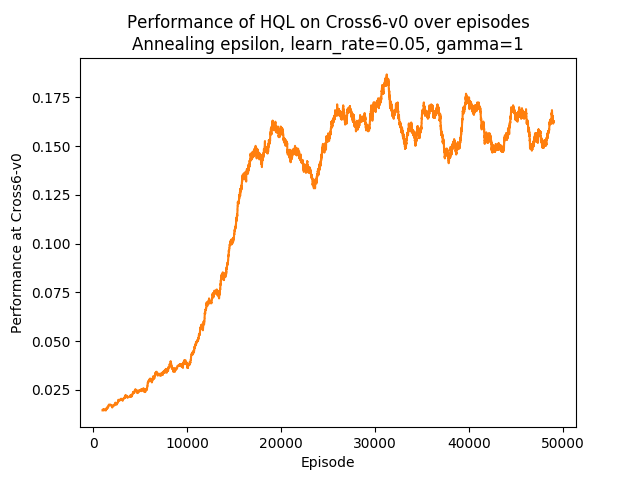 Performance of HQL on Cross6-v0 over episodes
Annealing epsilon, learn_rate=0.05, gamma=1
0.175
0.150
0.125
0.100
0.075
0.050
0.025
Performance at Cross6-v0
0 10000 20000 30000 40000 50000
Episode